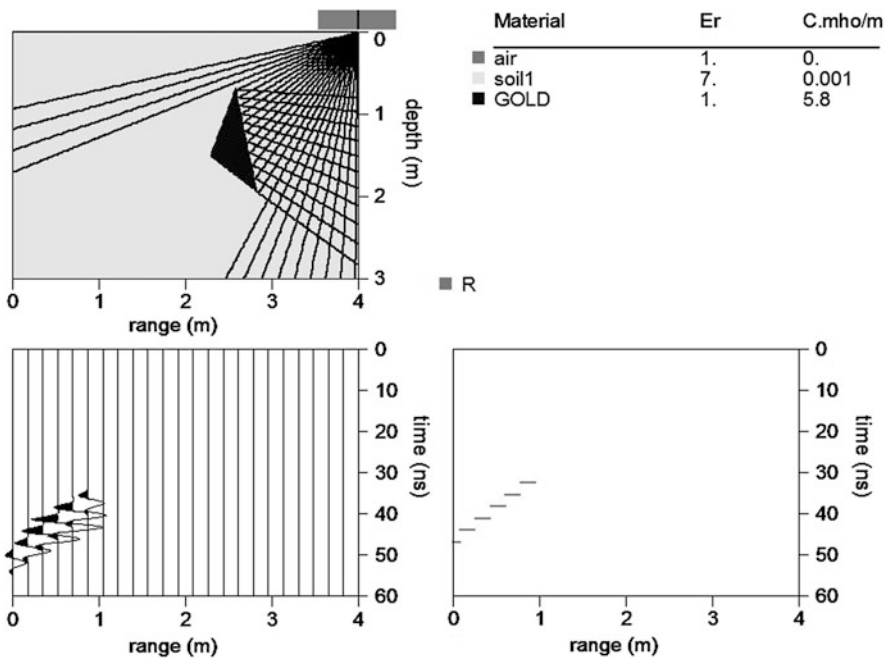 Material Er C.mho/m
air 1. 0.
soil1 7. 0.001
GOLD 1. 5.8
0
1
2
3
depth (m)
0 1 2 3 4
range (m)
R
0
10
20
30
40
50
60
time (ns)
0 1 2 3 4
range (m)
0
10
20
30
40
50
60
time (ns)
0 1 2 3 4
range (m)